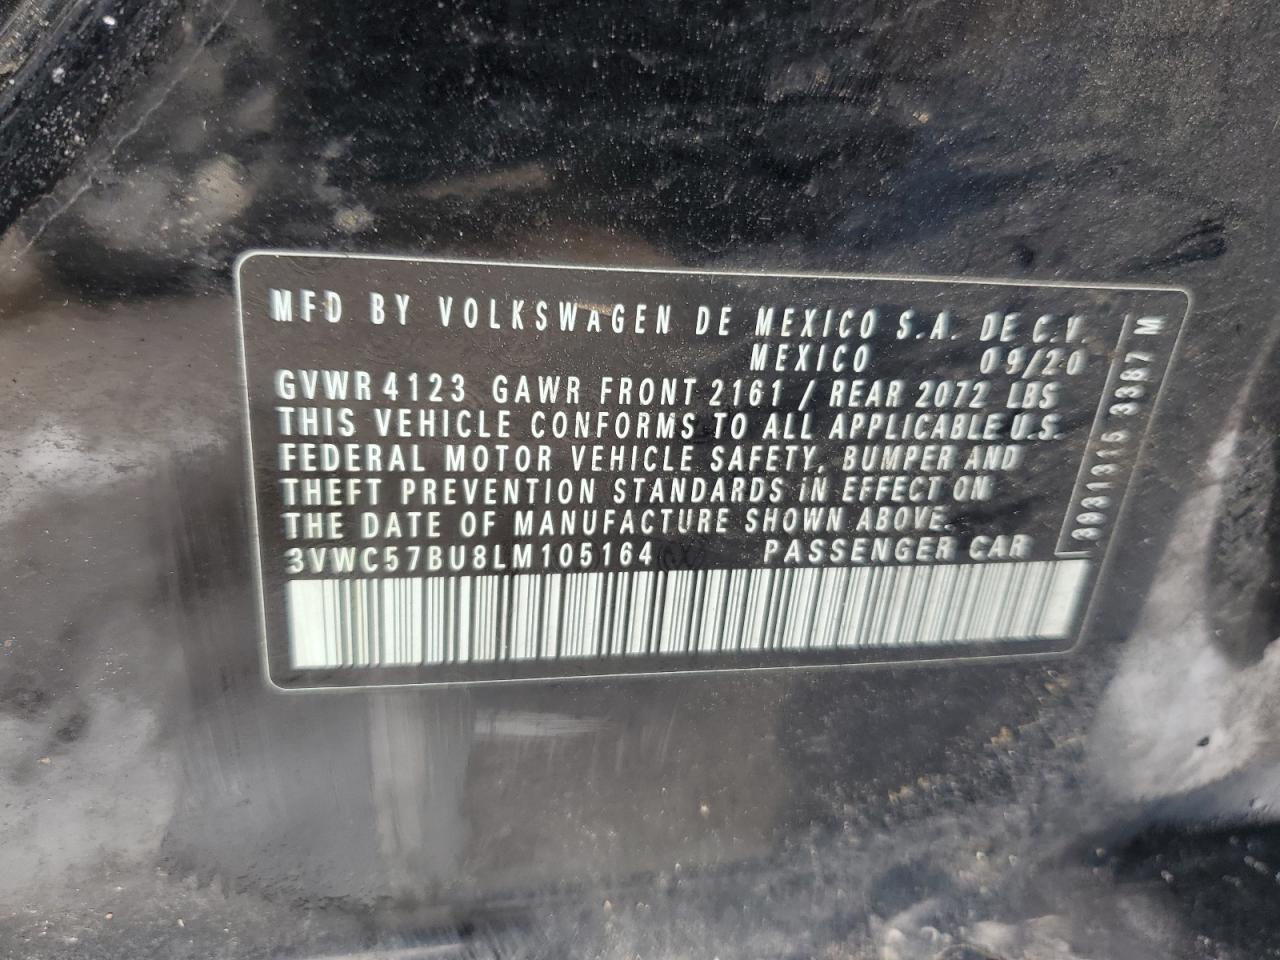 MFD BY VOLKSWAGEN DE MEXICO S.A. DE C.V.
MEXICO 09/20
GVWR 4123 GAWR FRONT 2161 / REAR 2072 LBS
THIS VEHICLE CONFORMS TO ALL APPLICABLE U.S.
FEDERAL MOTOR VEHICLE SAFETY, BUMPER AND
THEFT PREVENTION STANDARDS IN EFFECT ON
THE DATE OF MANUFACTURE SHOWN ABOVE.
3VWC57BU8LM105164 PASSENGER CAR
3387 M